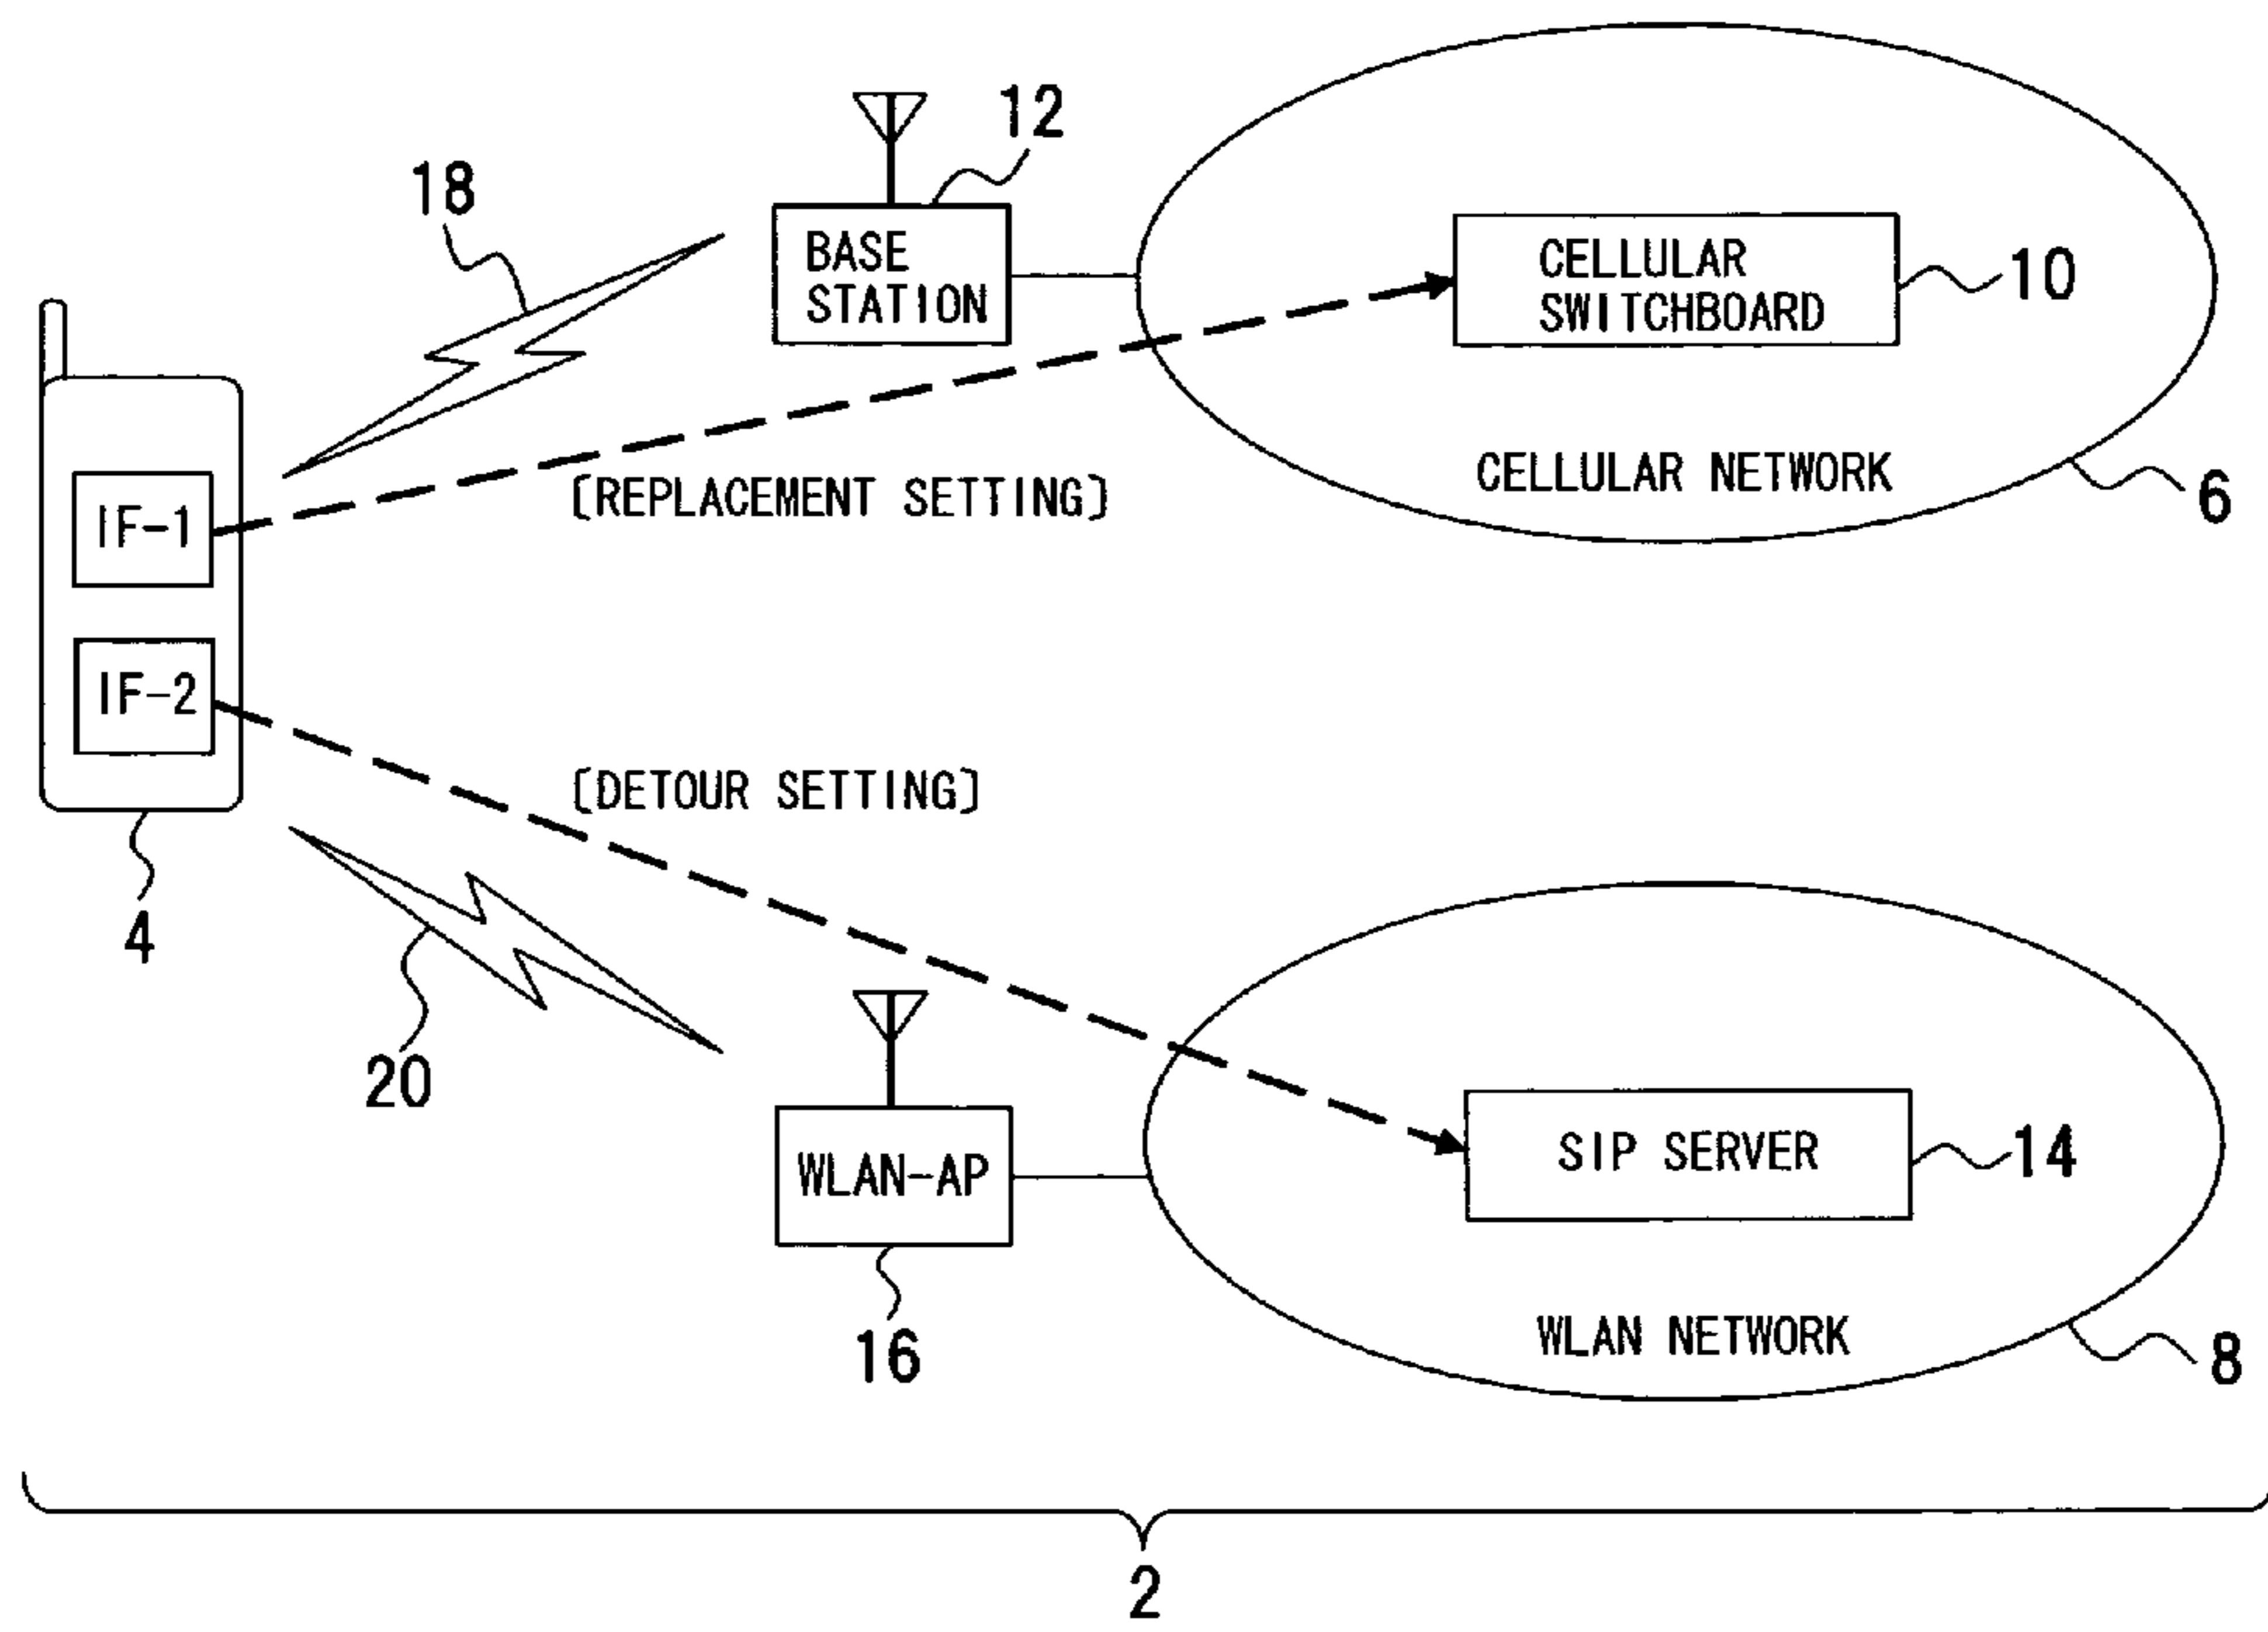 12
18
BASE
STATION
CELLULAR
SWITCHBOARD
10
CELLULAR NETWORK
6
[REPLACEMENT SETTING]
IF-1
IF-2
[DETOUR SETTING]
4
20
WLAN-AP
16
SIP SERVER
14
WLAN NETWORK
8
2